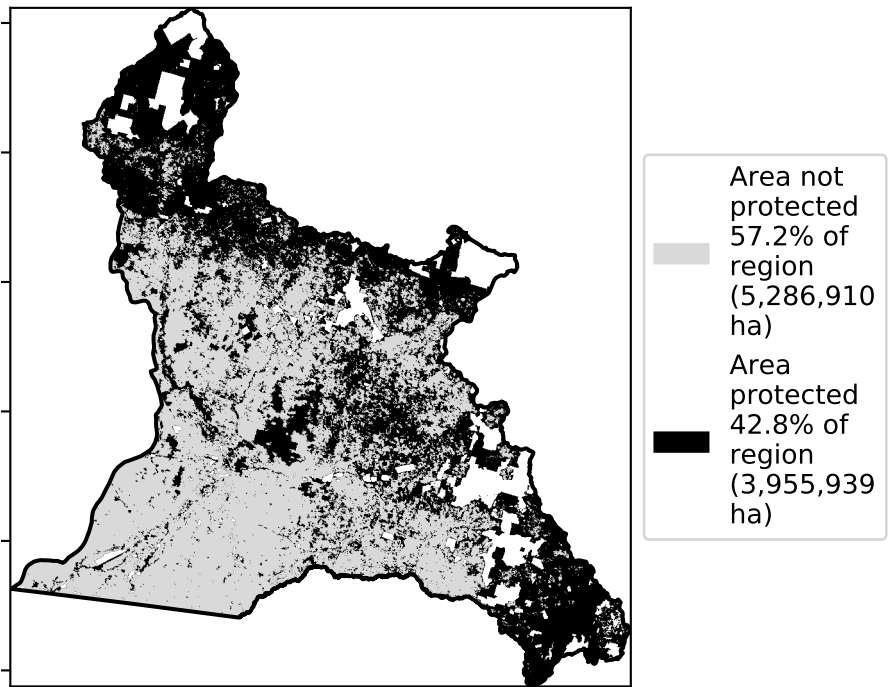 Area not
protected
57.2% of
region
(5,286,910
ha)
Area
protected
42.8% of
region
(3,955,939
ha)